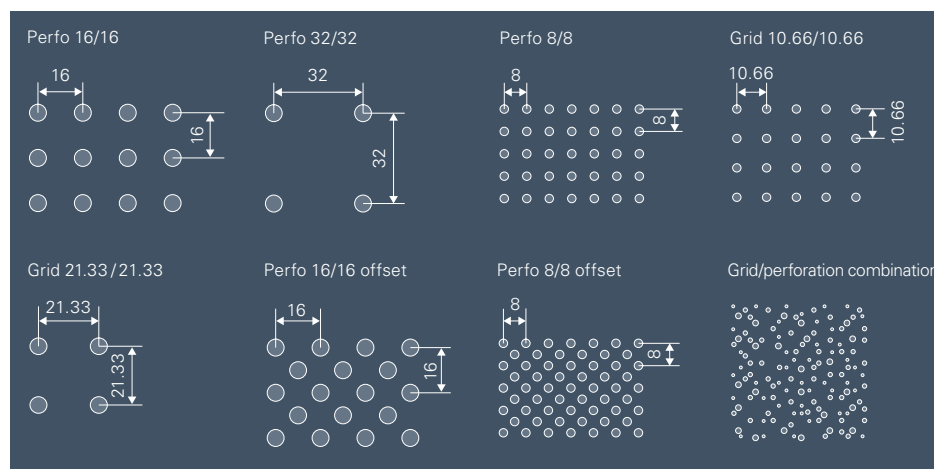 Perfo 16/16
16
16
Perfo 32/32
32
32
Perfo 8/8
8
8
Grid 10.66/10.66
10.66
10.66
Grid 21.33/21.33
21.33
21.33
Perfo 16/16 offset
16
16
Perfo 8/8 offset
8
8
Grid/perforation combination